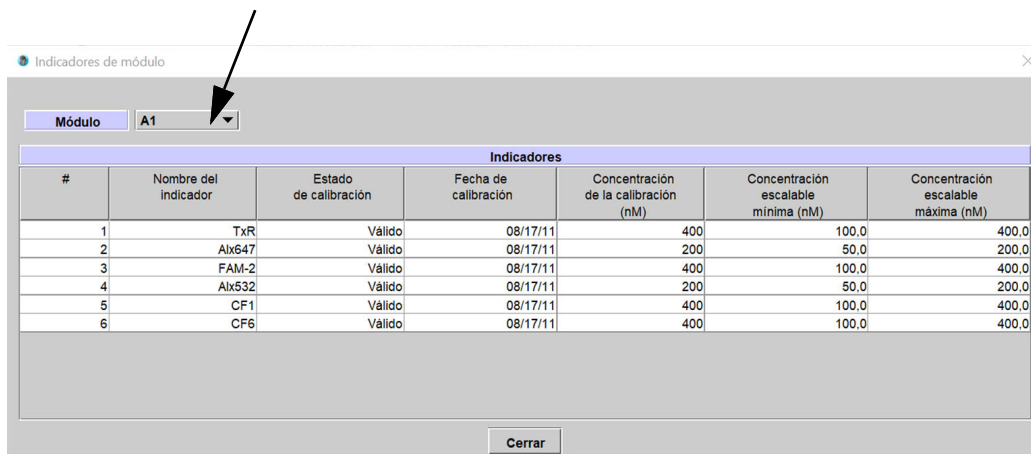 Indicadores de módulo
Módulo A1
Indicadores
# Nombre del indicador Estado de calibración Fecha de calibración Concentración de la calibración (nM) Concentración escalable mínima (nM) Concentración escalable máxima (nM)
1 TxR Válido 08/17/11 400 100,0 400,0
2 Alx647 Válido 08/17/11 200 50,0 200,0
3 FAM-2 Válido 08/17/11 400 100,0 400,0
4 Alx532 Válido 08/17/11 200 50,0 200,0
5 CF1 Válido 08/17/11 400 100,0 400,0
6 CF6 Válido 08/17/11 400 100,0 400,0
Cerrar